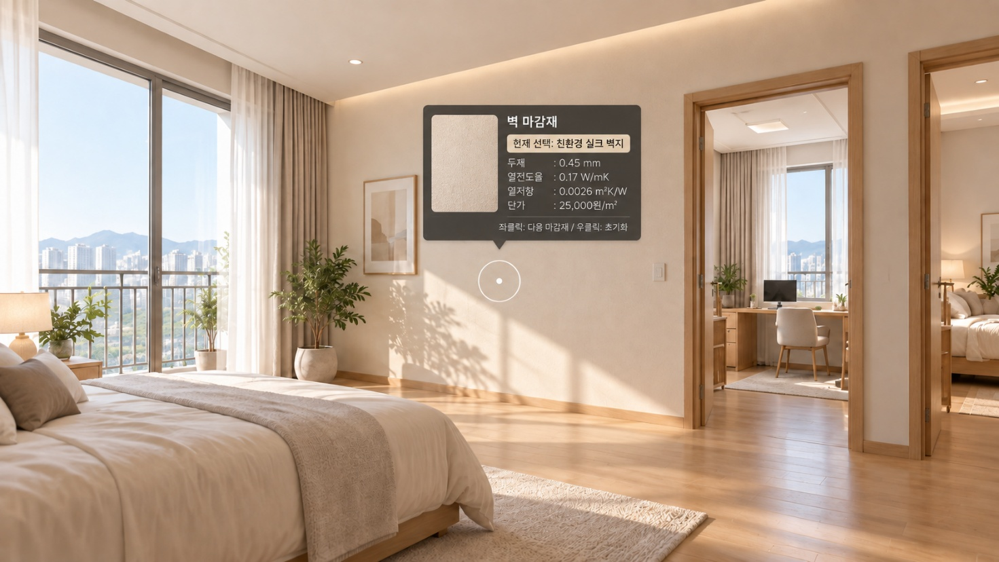 벽 마감재
현재 선택: 친환경 실크 벽지
두재 : 0.45 mm
열전도율 : 0.17 W/mK
열저항 : 0.0026 m²K/W
단가 : 25,000원/m²
좌클릭: 다음 마감재 / 우클릭: 초기화